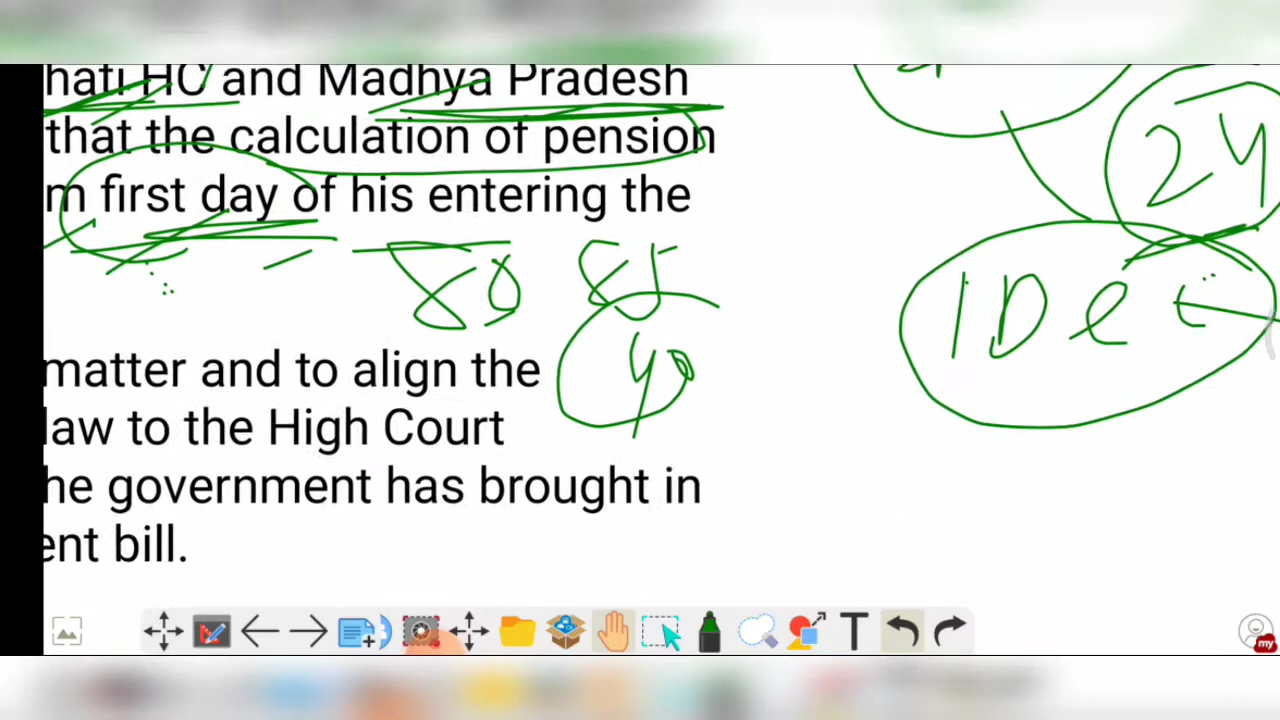 hati HC and Madhya Pradesh
that the calculation of pension
m first day of his entering the
80 85
40
24
1 Dec
matter and to align the
law to the High Court
he government has brought in
ent bill.
T
my